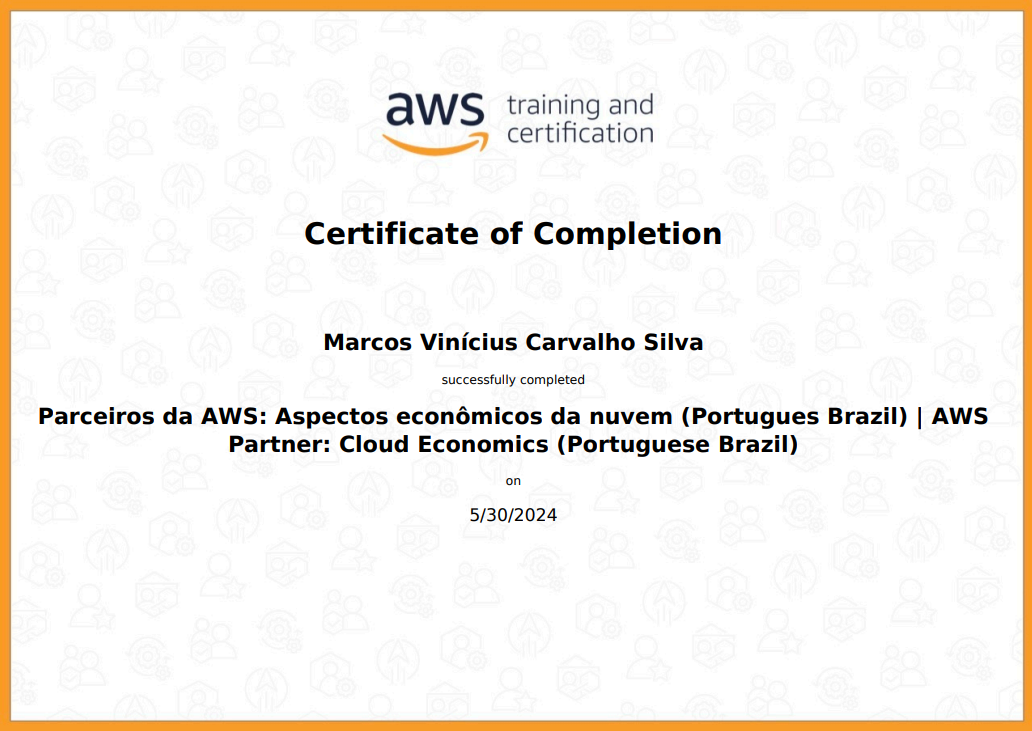 aws training and
certification
Certificate of Completion
Marcos Vinícius Carvalho Silva
successfully completed
Parceiros da AWS: Aspectos econômicos da nuvem (Portugues Brazil) | AWS
Partner: Cloud Economics (Portuguese Brazil)
on
5/30/2024